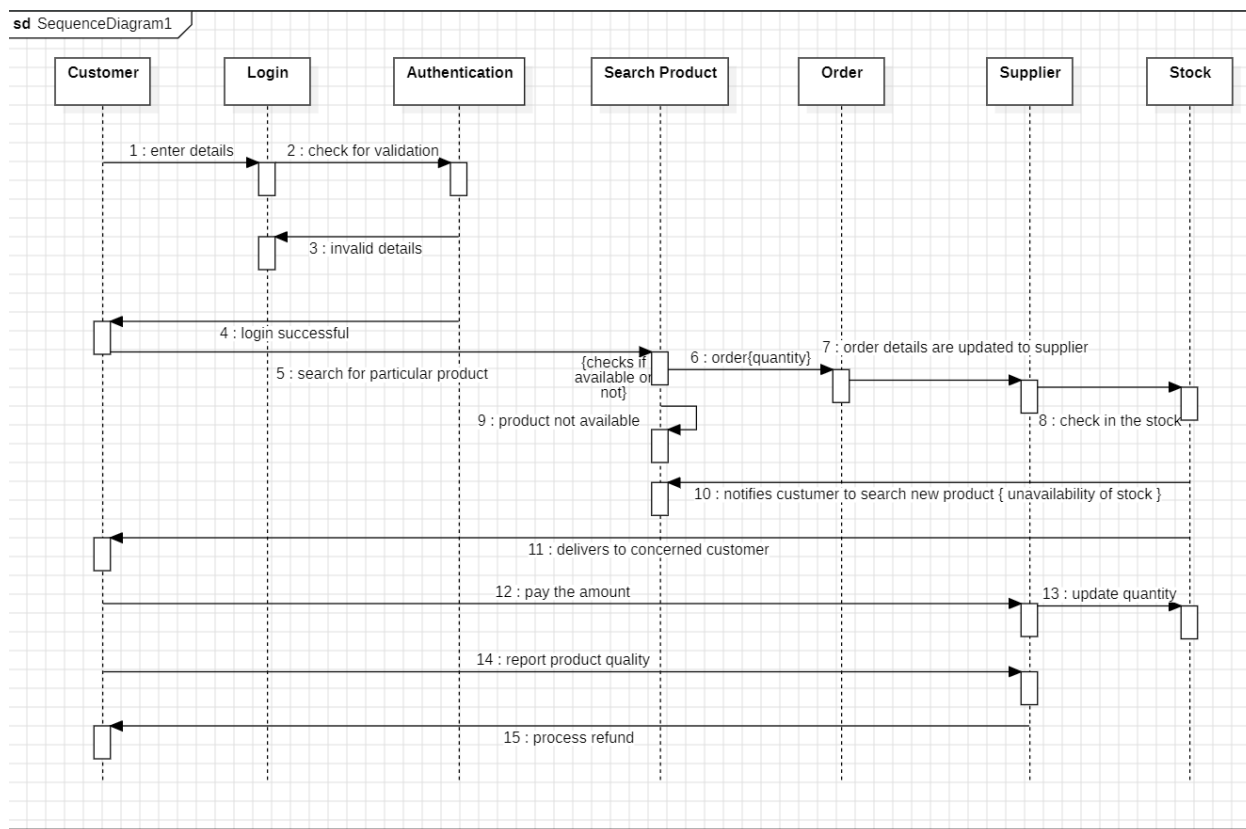 sd SequenceDiagram1
Customer
Login
Authentication
Search Product
Order
Supplier
Stock
1 : enter details
2 : check for validation
3 : invalid details
4 : login successful
5 : search for particular product
{checks if
available or
not}
6 : order{quantity}
7 : order details are updated to supplier
8 : check in the stock
9 : product not available
10 : notifies custumer to search new product { unavailability of stock }
11 : delivers to concerned customer
12 : pay the amount
13 : update quantity
14 : report product quality
15 : process refund